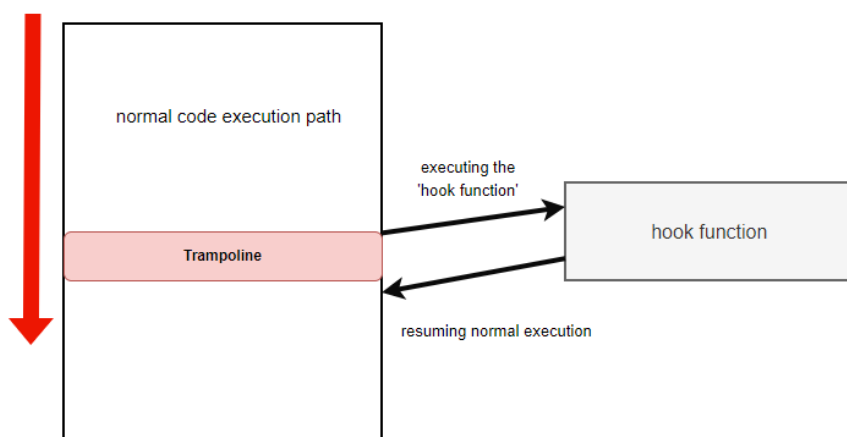 normal code execution path
executing the
'hook function'
hook function
Trampoline
resuming normal execution